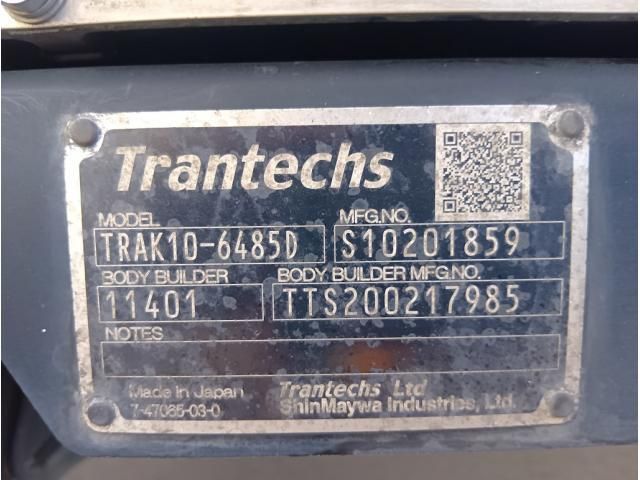 Trantechs
MODEL MFG.NO.
TRAK10-6485D S10201859
BODY BUILDER BODY BUILDER MFG.NO.
11401 TTS200217985
NOTES
Made in Japan Trantechs Ltd
7-47085-03-0 ShinMaywa Industries, Ltd.